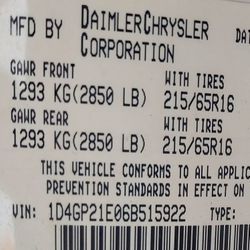 MFD BY DAIMLERCHRYSLER
CORPORATION
GAWR FRONT WITH TIRES
1293 KG(2850 LB) 215/65R16
GAWR REAR WITH TIRES
1293 KG(2850 LB) 215/65R16
THIS VEHICLE CONFORMS TO ALL
PREVENTION STANDARDS IN EFFECT ON
VIN: 1D4GP21E06B515922 TYPE: